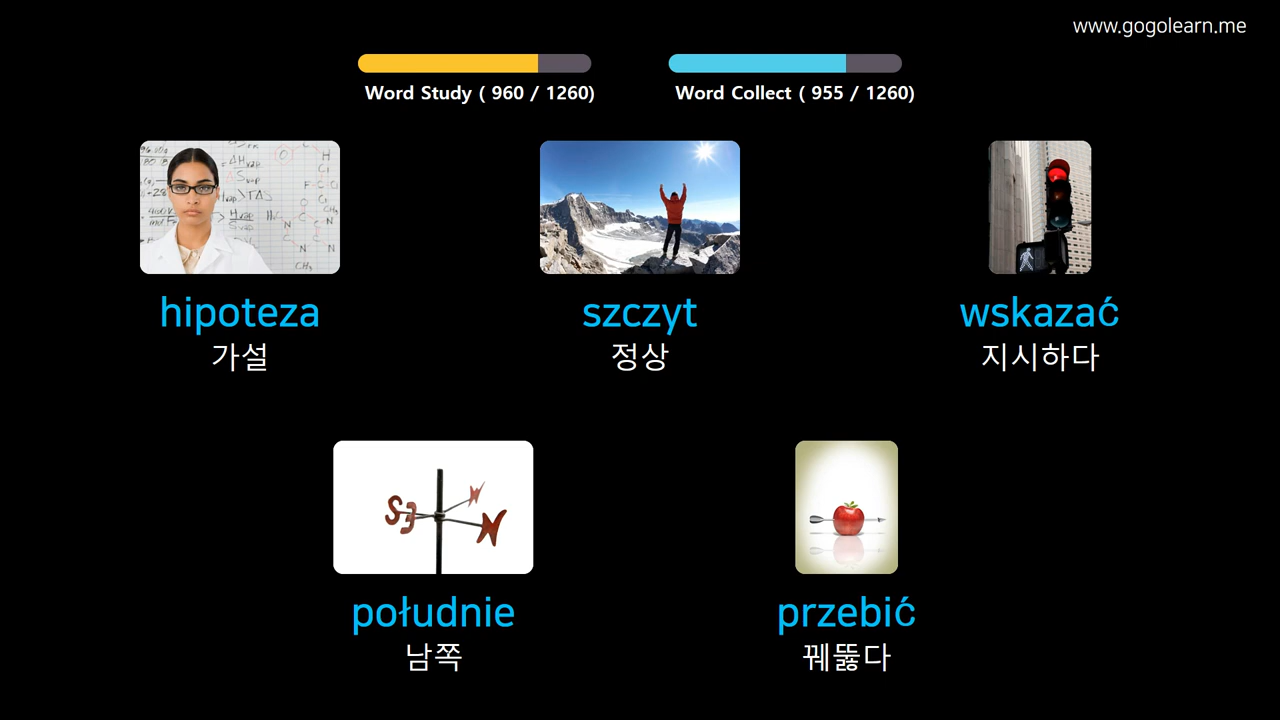 www.gogolearn.me
Word Study ( 960 / 1260)
Word Collect ( 955 / 1260)
hipoteza
가설
szczyt
정상
wskazać
지시하다
południe
남쪽
przebić
꿰뚫다